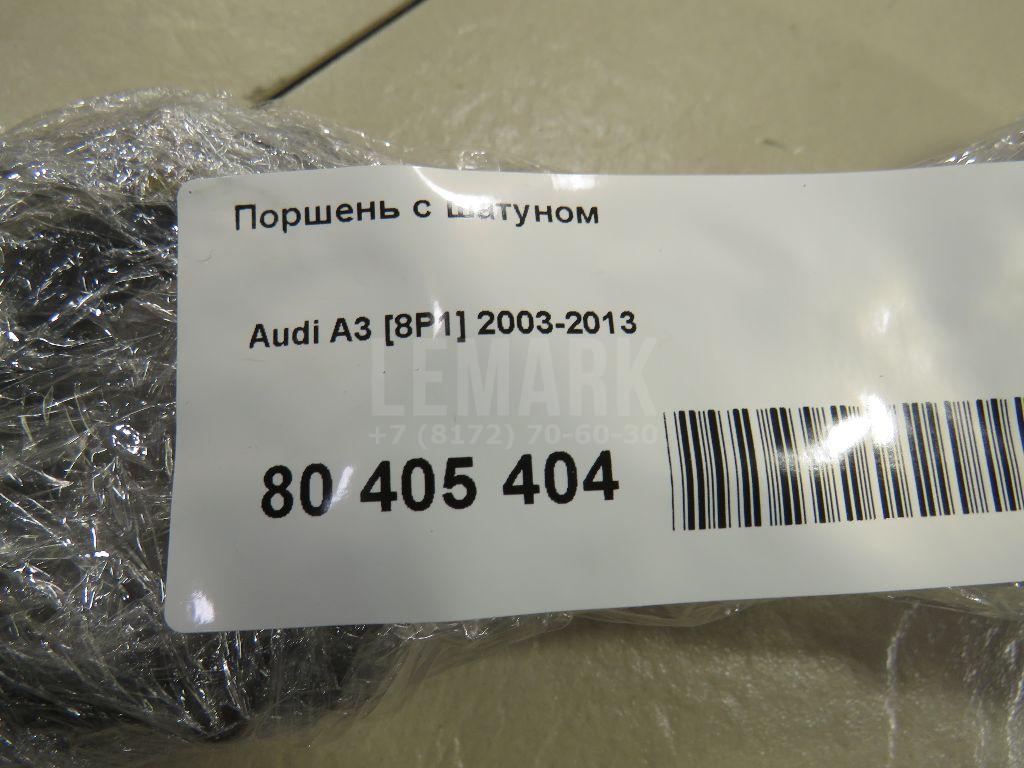 Поршень с шатуном
Audi A3 [8P1] 2003-2013
LEMARK
+7 (8172) 70-60-30
80 405 404